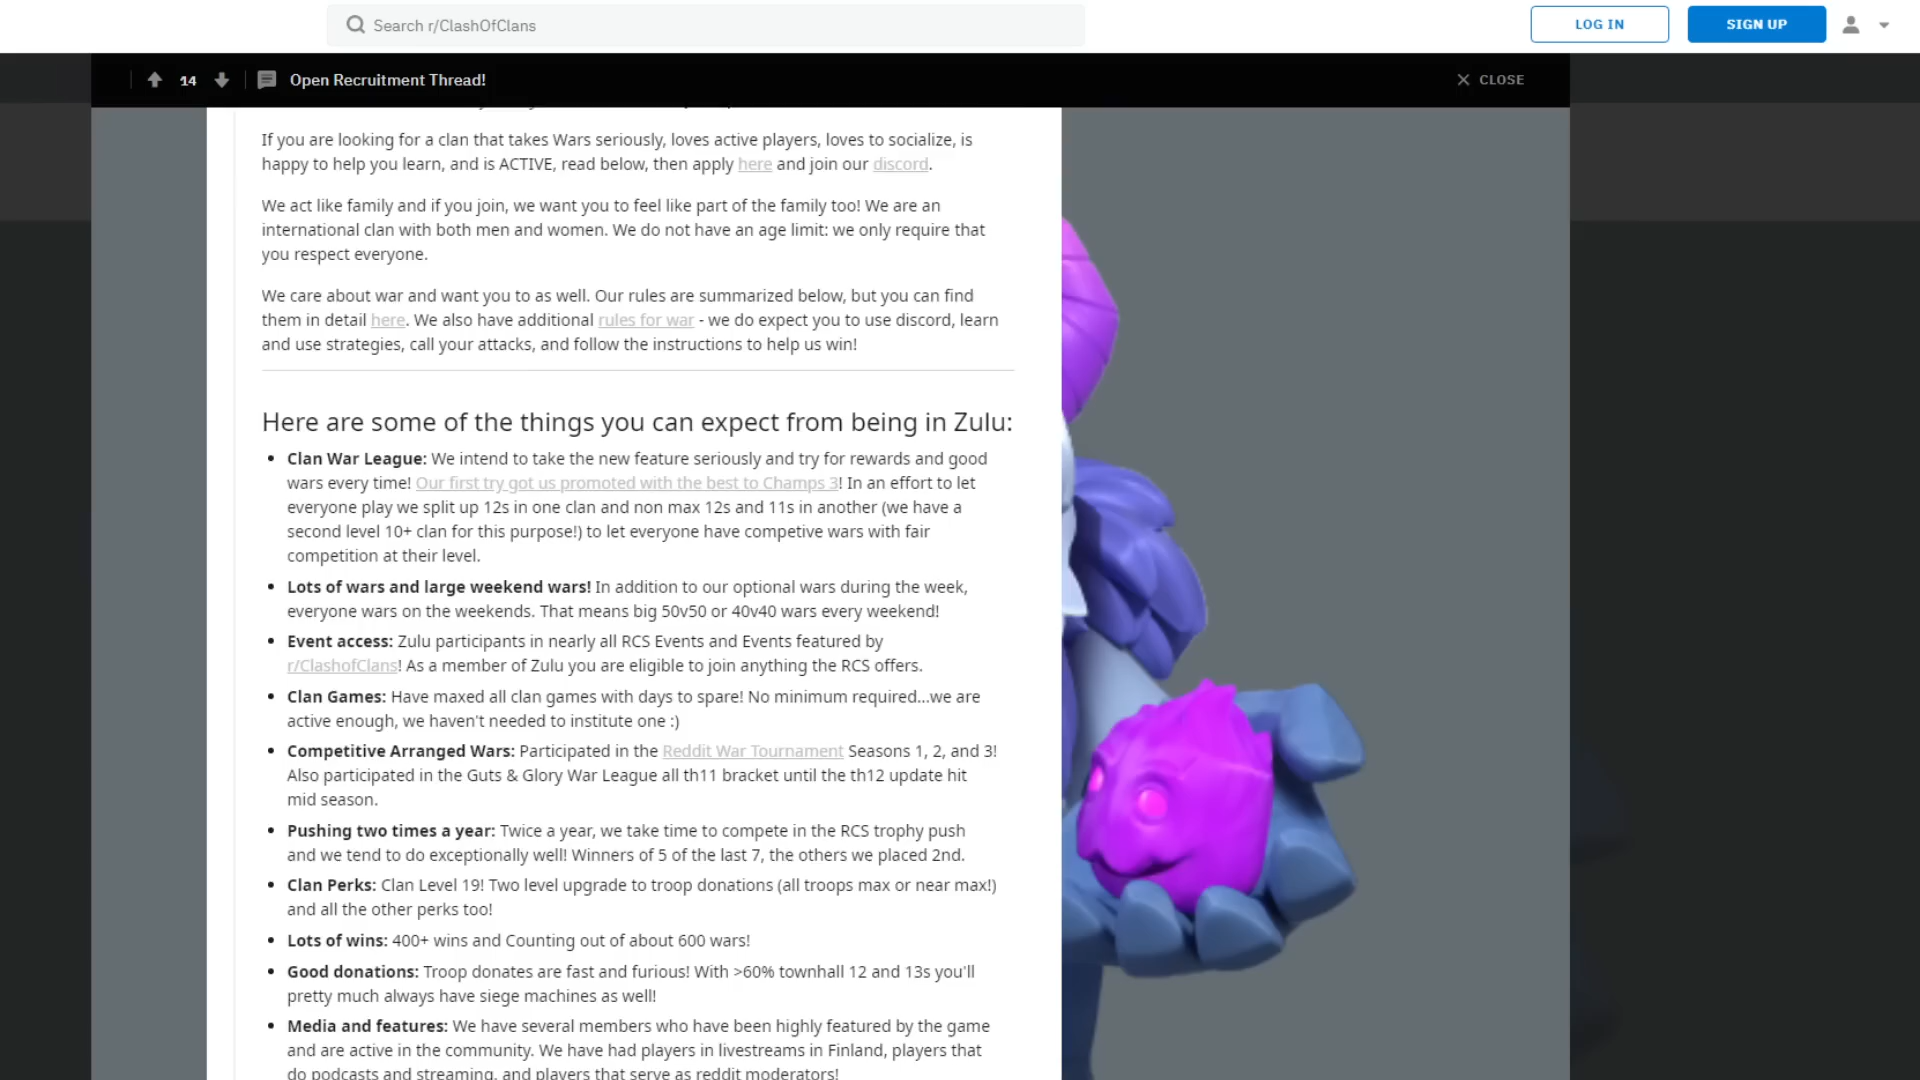 Search r/ClashOfClans
LOG IN
SIGN UP
14
Open Recruitment Thread!
CLOSE
If you are looking for a clan that takes Wars seriously, loves active players, loves to socialize, is
happy to help you learn, and is ACTIVE, read below, then apply here and join our discord.
We act like family and if you join, we want you to feel like part of the family too! We are an
international clan with both men and women. We do not have an age limit: we only require that
you respect everyone.
We care about war and want you to as well. Our rules are summarized below, but you can find
them in detail here. We also have additional rules for war - we do expect you to use discord, learn
and use strategies, call your attacks, and follow the instructions to help us win!
Here are some of the things you can expect from being in Zulu:
Clan War League: We intend to take the new feature seriously and try for rewards and good
wars every time! Our first try got us promoted with the best to Champs 3! In an effort to let
everyone play we split up 12s in one clan and non max 12s and 11s in another (we have a
second level 10+ clan for this purpose!) to let everyone have competive wars with fair
competition at their level.
Lots of wars and large weekend wars! In addition to our optional wars during the week,
everyone wars on the weekends. That means big 50v50 or 40v40 wars every weekend!
Event access: Zulu participants in nearly all RCS Events and Events featured by
r/ClashofClans! As a member of Zulu you are eligible to join anything the RCS offers.
Clan Games: Have maxed all clan games with days to spare! No minimum required...we are
active enough, we haven't needed to institute one :)
Competitive Arranged Wars: Participated in the Reddit War Tournament Seasons 1, 2, and 3!
Also participated in the Guts & Glory War League all th11 bracket until the th12 update hit
mid season.
Pushing two times a year: Twice a year, we take time to compete in the RCS trophy push
and we tend to do exceptionally well! Winners of 5 of the last 7, the others we placed 2nd.
Clan Perks: Clan Level 19! Two level upgrade to troop donations (all troops max or near max!)
and all the other perks too!
Lots of wins: 400+ wins and Counting out of about 600 wars!
Good donations: Troop donates are fast and furious! With >60% townhall 12 and 13s you'll
pretty much always have siege machines as well!
Media and features: We have several members who have been highly featured by the game
and are active in the community. We have had players in livestreams in Finland, players that
do podcasts and streaming, and players that serve as reddit moderators!